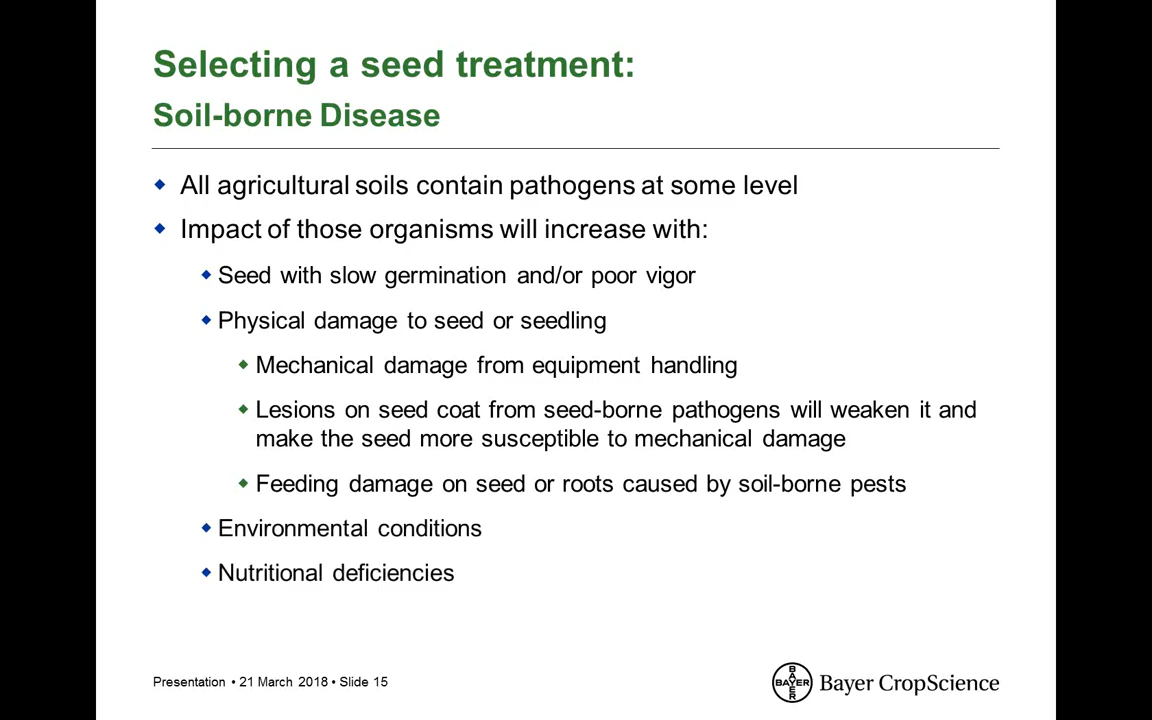 Selecting a seed treatment:
Soil-borne Disease
All agricultural soils contain pathogens at some level
Impact of those organisms will increase with:
Seed with slow germination and/or poor vigor
Physical damage to seed or seedling
Mechanical damage from equipment handling
Lesions on seed coat from seed-borne pathogens will weaken it and
make the seed more susceptible to mechanical damage
Feeding damage on seed or roots caused by soil-borne pests
Environmental conditions
Nutritional deficiencies
Presentation • 21 March 2018 • Slide 15
BAYER
BAYER
Bayer CropScience